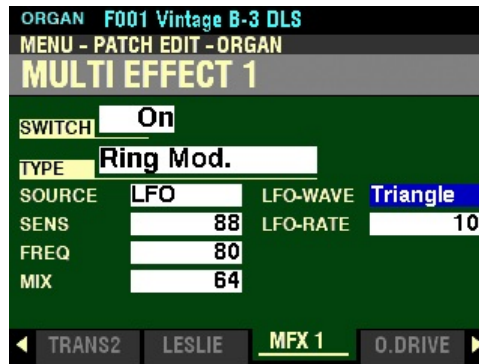 ORGAN F001 Vintage B-3 DLS
MENU - PATCH EDIT - ORGAN
MULTI EFFECT 1
SWITCH On
TYPE Ring Mod.
SOURCE LFO LFO-WAVE Triangle
SENS 88 LFO-RATE 10
FREQ 80
MIX 64
TRANS2 LESLIE MFX 1 O.DRIVE